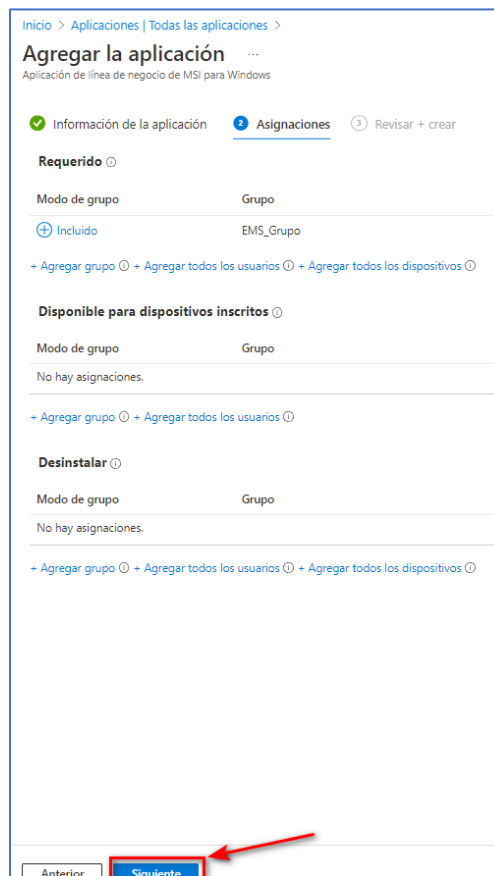 Inicio > Aplicaciones | Todas las aplicaciones >
Agregar la aplicación ...
Aplicación de línea de negocio de MSI para Windows
Información de la aplicación 2 Asignaciones 3 Revisar + crear
Requerido
Modo de grupo Grupo
Incluido EMS_Grupo
+ Agregar grupo + Agregar todos los usuarios + Agregar todos los dispositivos
Disponible para dispositivos inscritos
Modo de grupo Grupo
No hay asignaciones.
+ Agregar grupo + Agregar todos los usuarios
Desinstalar
Modo de grupo Grupo
No hay asignaciones.
+ Agregar grupo + Agregar todos los usuarios + Agregar todos los dispositivos
Anterior Siguiente